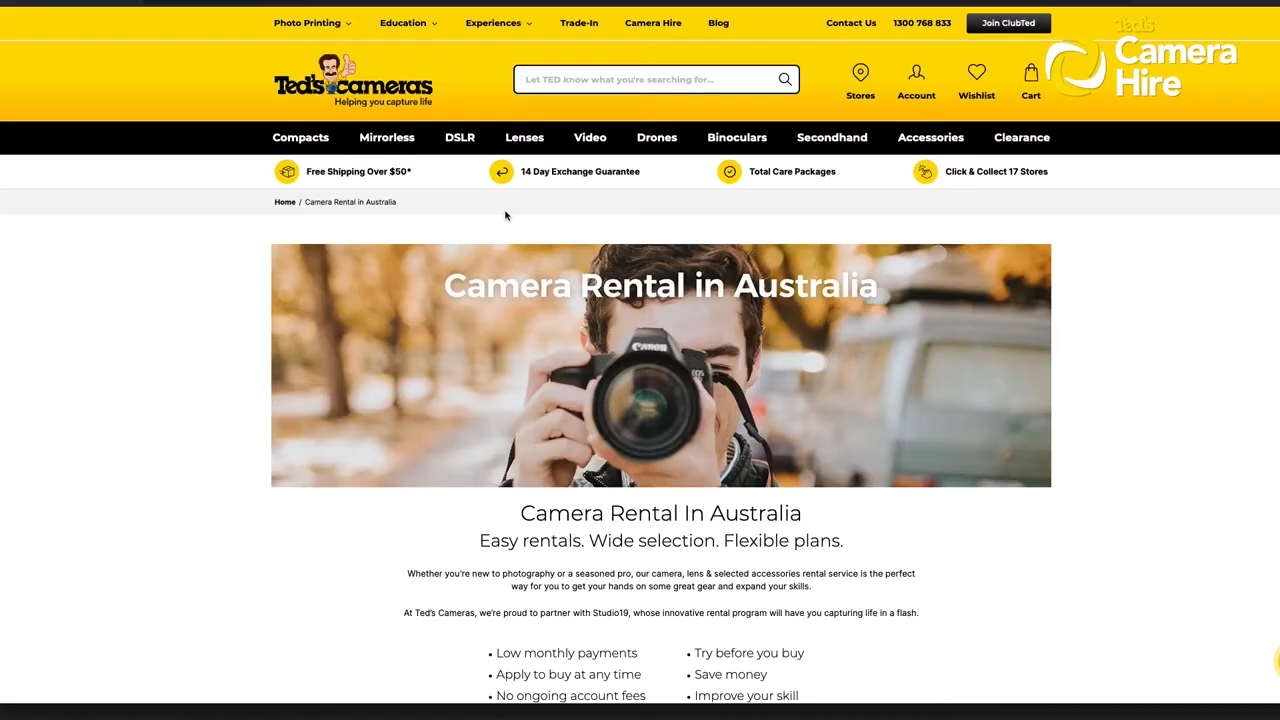 Photo Printing
Education
Experiences
Trade-In
Camera Hire
Blog
Contact Us
1300 768 833
Join ClubTed
Ted's
Camera
Hire
Ted's cameras
Helping you capture life
Let TED know what you're searching for...
Stores
Account
Wishlist
Cart
Compacts
Mirrorless
DSLR
Lenses
Video
Drones
Binoculars
Secondhand
Accessories
Clearance
Free Shipping Over $50*
14 Day Exchange Guarantee
Total Care Packages
Click & Collect 17 Stores
Home / Camera Rental in Australia
Camera Rental in Australia
Canon
EOS
Camera Rental In Australia
Easy rentals. Wide selection. Flexible plans.
Whether you're new to photography or a seasoned pro, our camera, lens & selected accessories rental service is the perfect
way for you to get your hands on some great gear and expand your skills.
At Ted's Cameras, we're proud to partner with Studio19, whose innovative rental program will have you capturing life in a flash.
• Low monthly payments
• Apply to buy at any time
• No ongoing account fees
• Try before you buy
• Save money
• Improve your skill